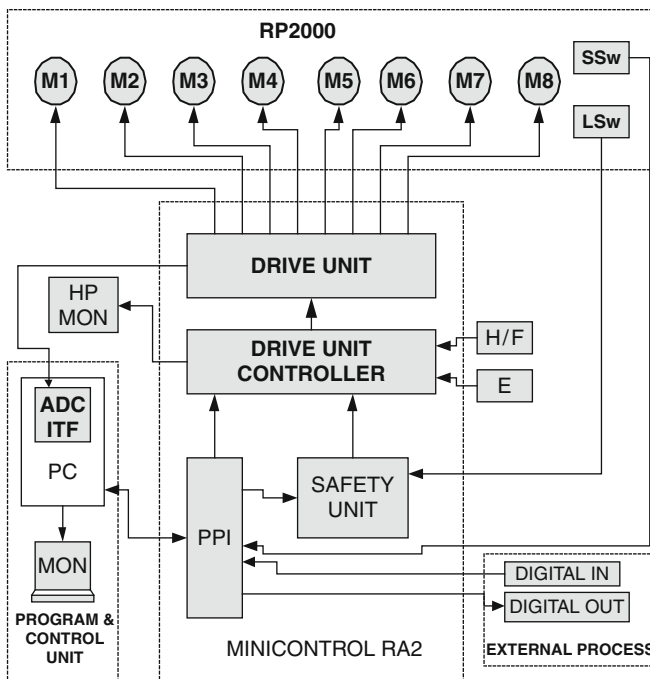 RP2000
M1 M2 M3 M4 M5 M6 M7 M8
SSw
LSw
DRIVE UNIT
HP
MON
DRIVE UNIT
CONTROLLER
H/F
E
ADC
ITF
PC
PPI
SAFETY
UNIT
MON
DIGITAL IN
DIGITAL OUT
PROGRAM &
CONTROL
UNIT
MINICONTROL RA2
EXTERNAL PROCESS